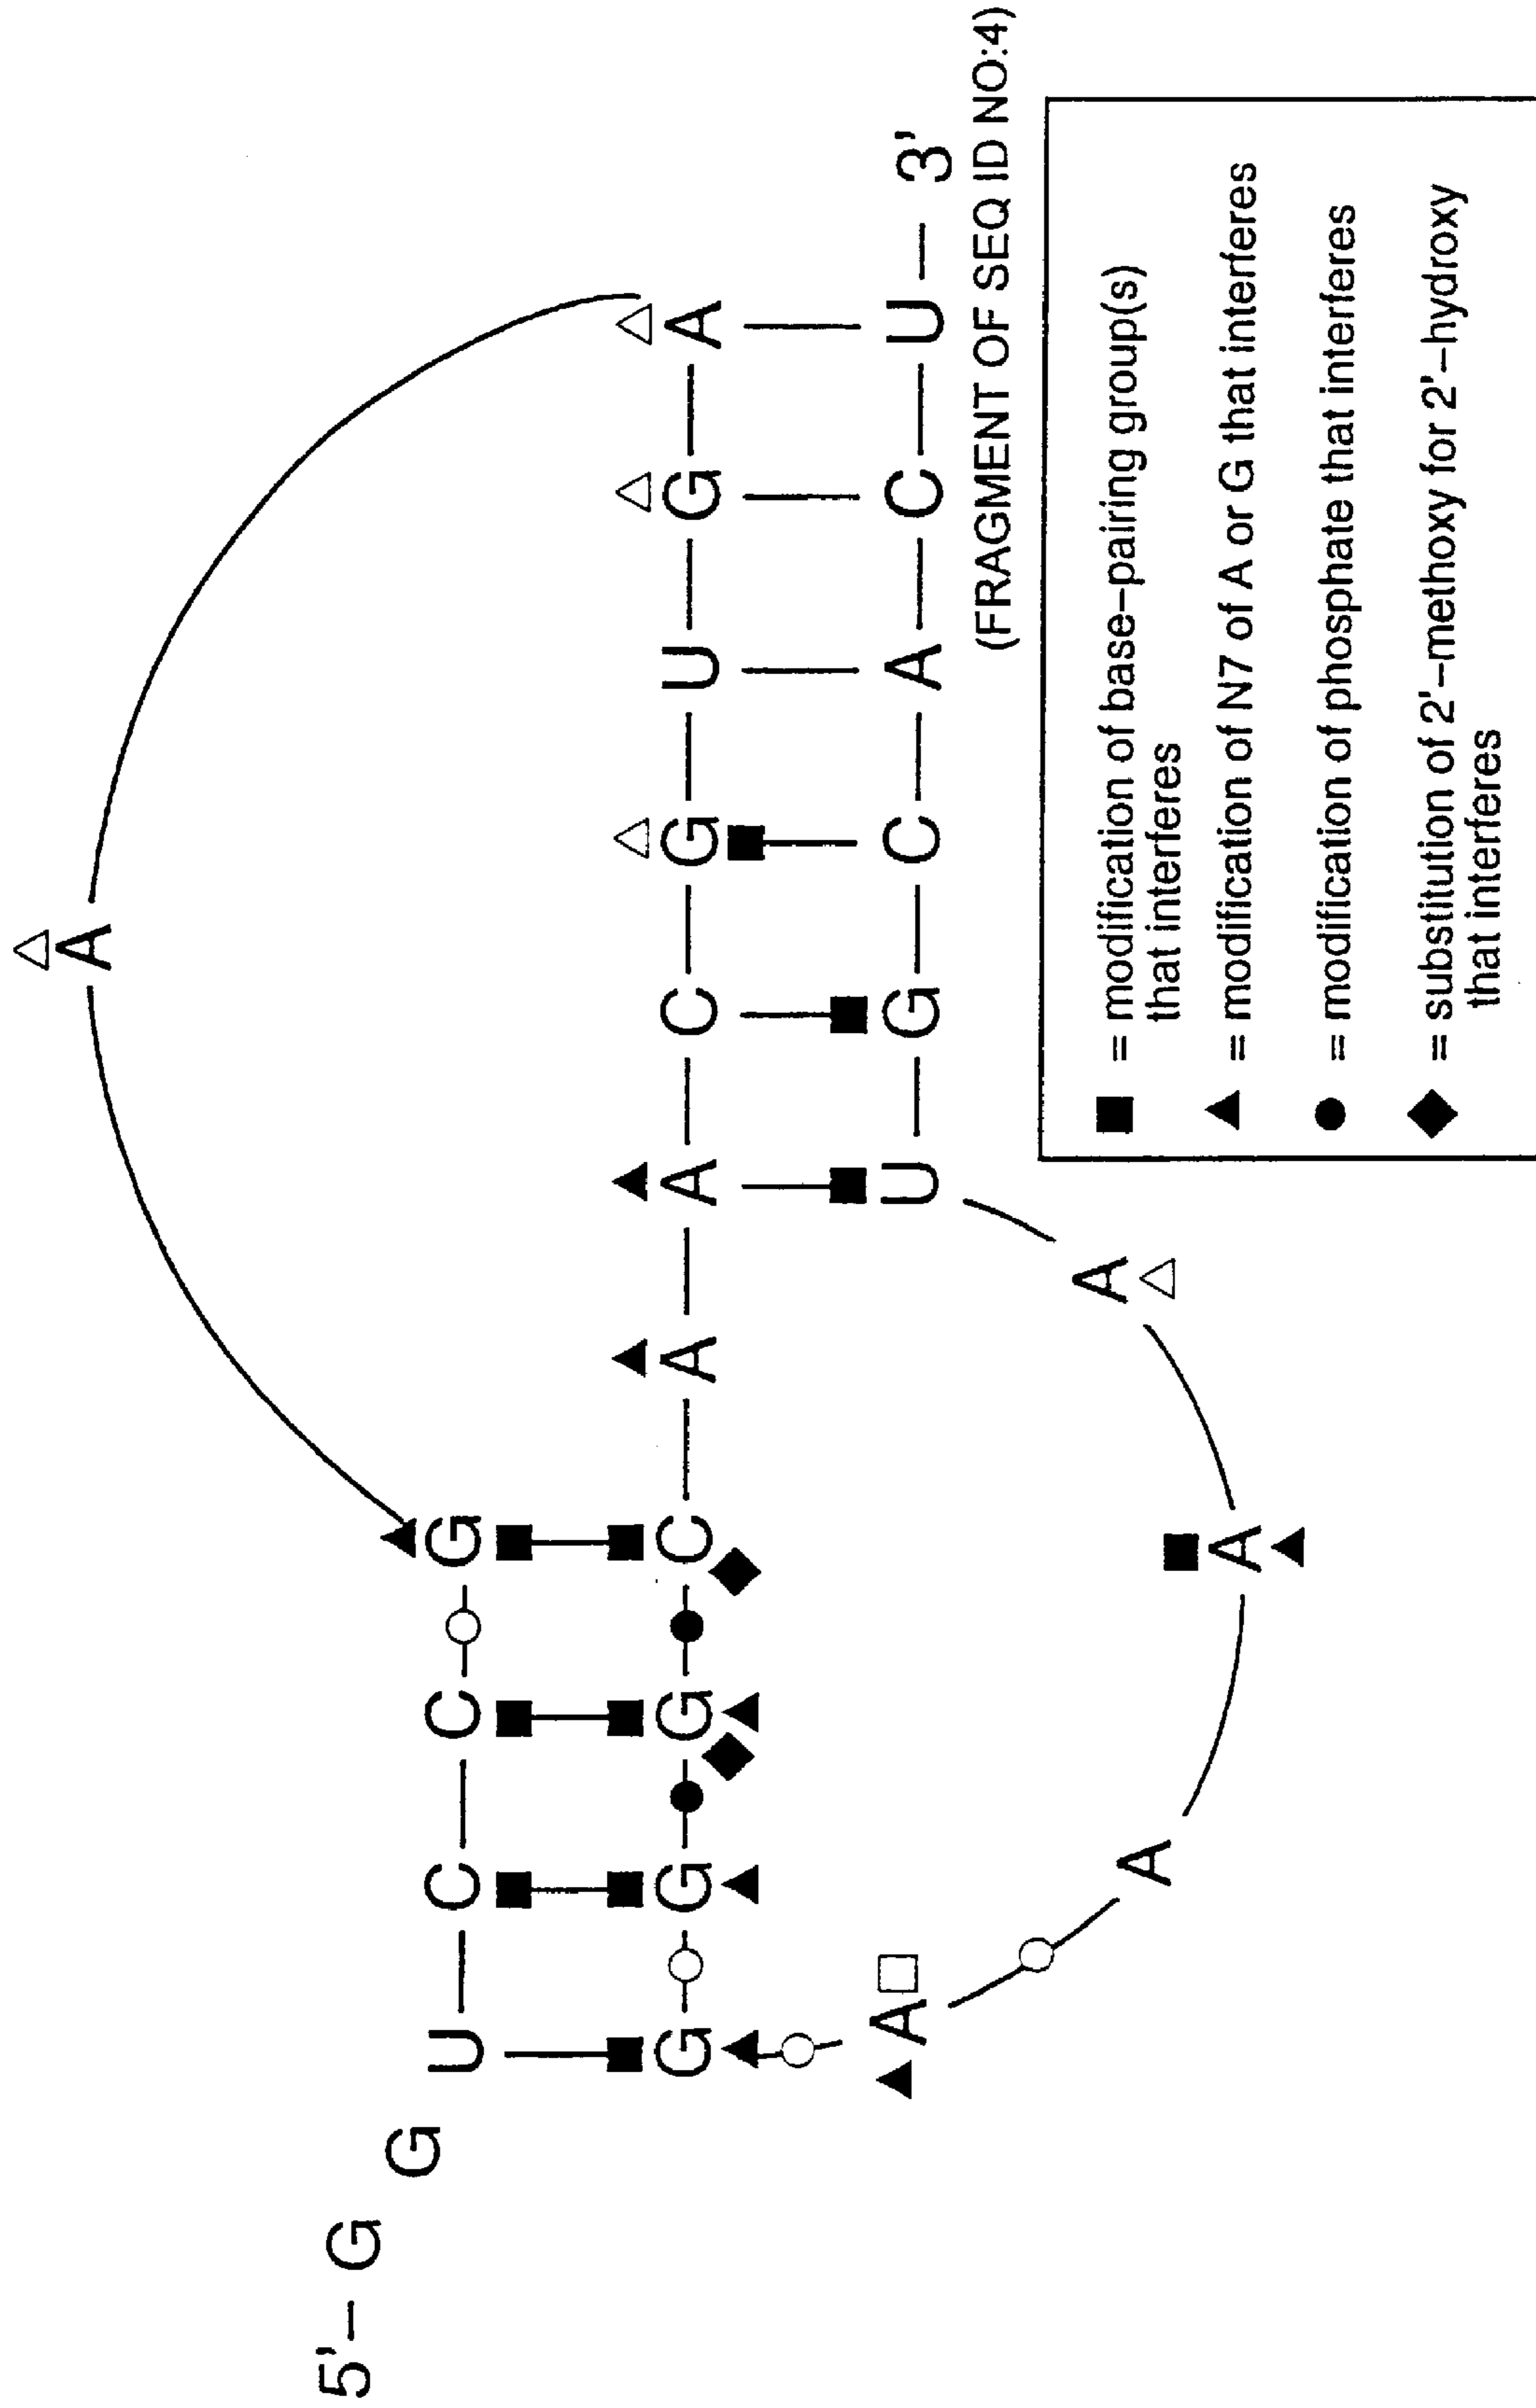 A
5'– G G U C C G
G G G C A A C G U G A
A A A A U G C C A C U – 3'
(FRAGMENT OF SEQ ID NO:4)
= modification of base–pairing group(s)
that interferes
= modification of N7 of A or G that interferes
= modification of phosphate that interferes
= substitution of 2'–methoxy for 2'–hydroxy
that interferes